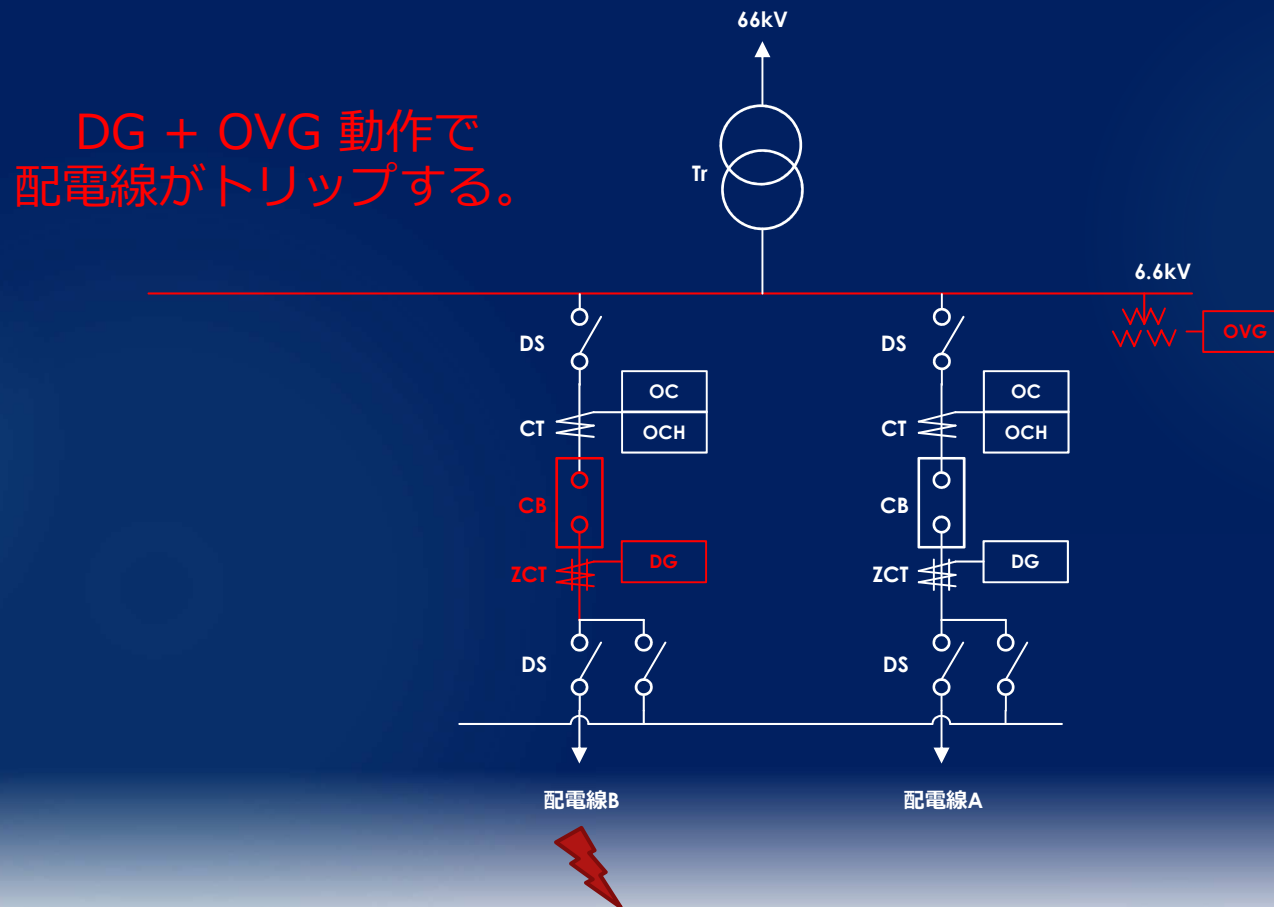 66kV
DG + OVG 動作で
配電線がトリップする。
Tr
6.6kV
OVG
DS
DS
OC
OC
CT
OCH
CT
OCH
CB
CB
ZCT
DG
ZCT
DG
DS
DS
配電線B
配電線A